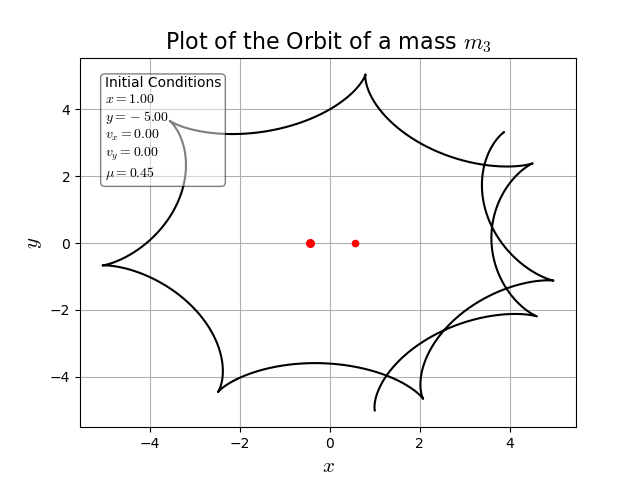 Plot of the Orbit of a mass m₃
Initial Conditions
x = 1.00
y = −5.00
vₓ = 0.00
v_y = 0.00
μ = 0.45
4
2
0
−2
−4
y
−4 −2 0 2 4
x